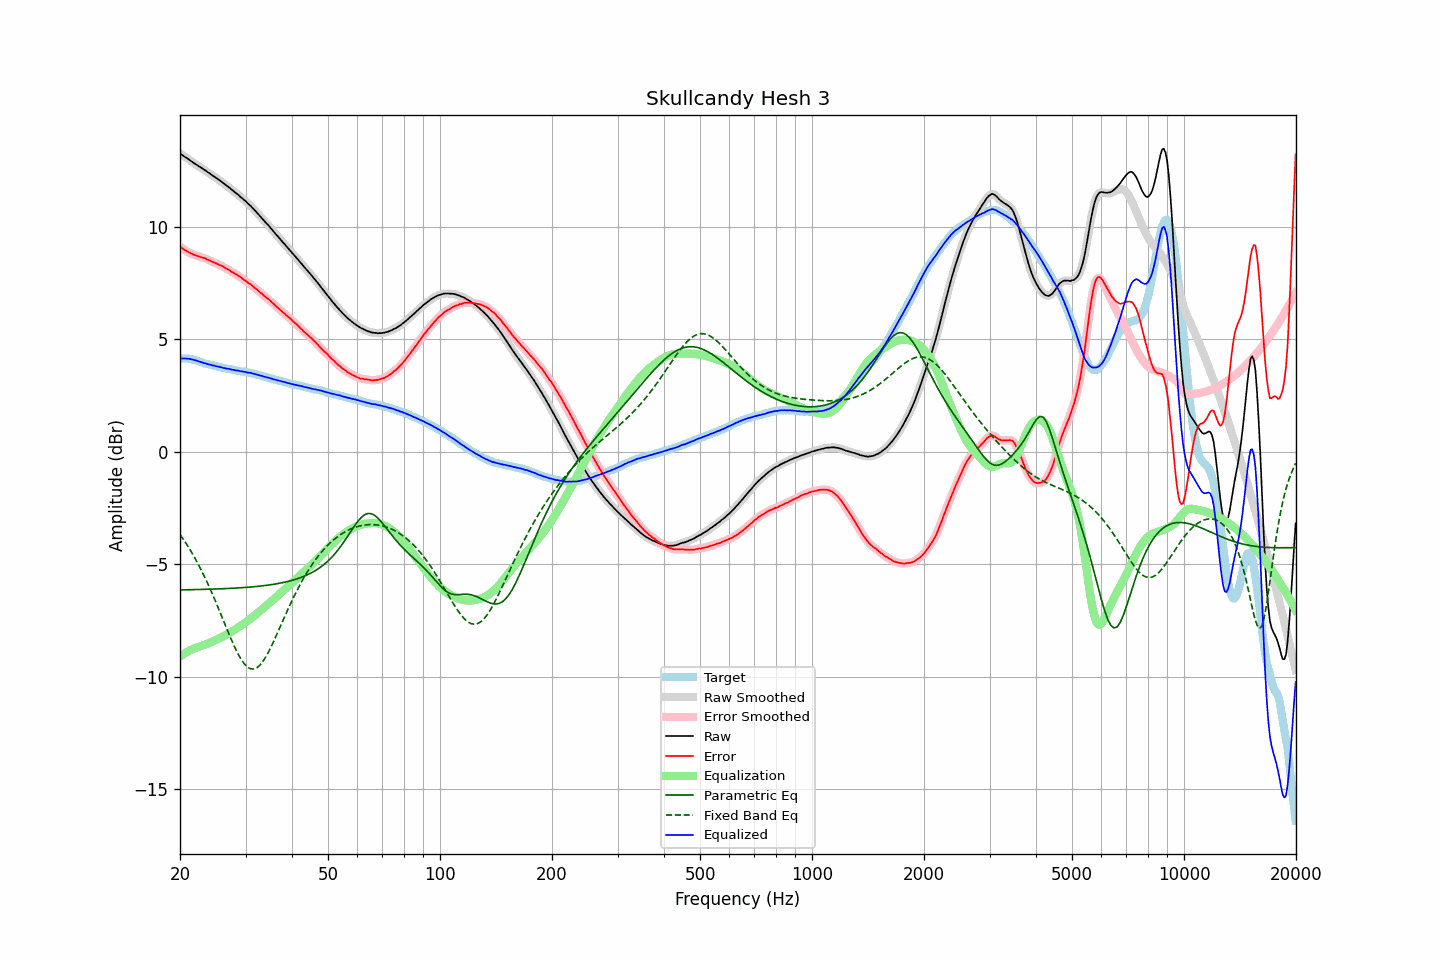 Skullcandy Hesh 3
Amplitude (dBr)
10
5
0
−5
−10
−15
20
50
100
200
500
1000
2000
5000
10000
20000
Frequency (Hz)
Target
Raw Smoothed
Error Smoothed
Raw
Error
Equalization
Parametric Eq
Fixed Band Eq
Equalized